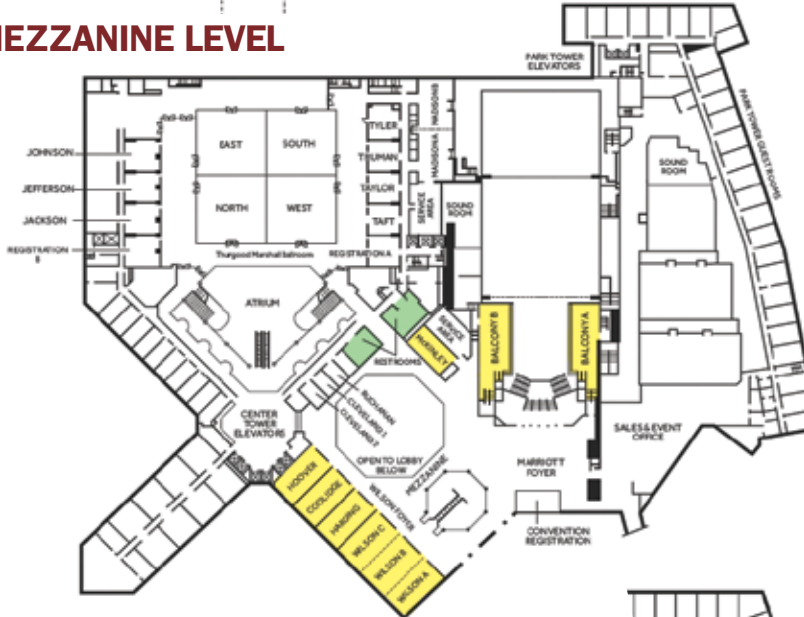 MEZZANINE LEVEL
PARK TOWER
ELEVATORS
PARK TOWER GUEST ROOMS
JOHNSON
JEFFERSON
JACKSON
REGISTRATION
B
EAST
SOUTH
NORTH
WEST
Thurgood Marshall ballroom
REGISTRATION A
TYLER
TRUMAN
TAYLOR
TAFT
MADISON B
MADISON A
SERVICE
AREA
SOUND
ROOM
SOUND
ROOM
ATRIUM
RESTROOMS
SERVICE
AREA
McKINLEY
BALCONY B
BALCONY A
BUCHANAN
CLEVELAND 1
CLEVELAND 2
CENTER
TOWER
ELEVATORS
OPEN TO LOBBY
BELOW
MEZZANINE
WILSON FOYER
HOOVER
COOLIDGE
HARDING
WILSON C
WILSON B
WILSON A
MARRIOTT
FOYER
SALES & EVENT
OFFICE
CONVENTION
REGISTRATION